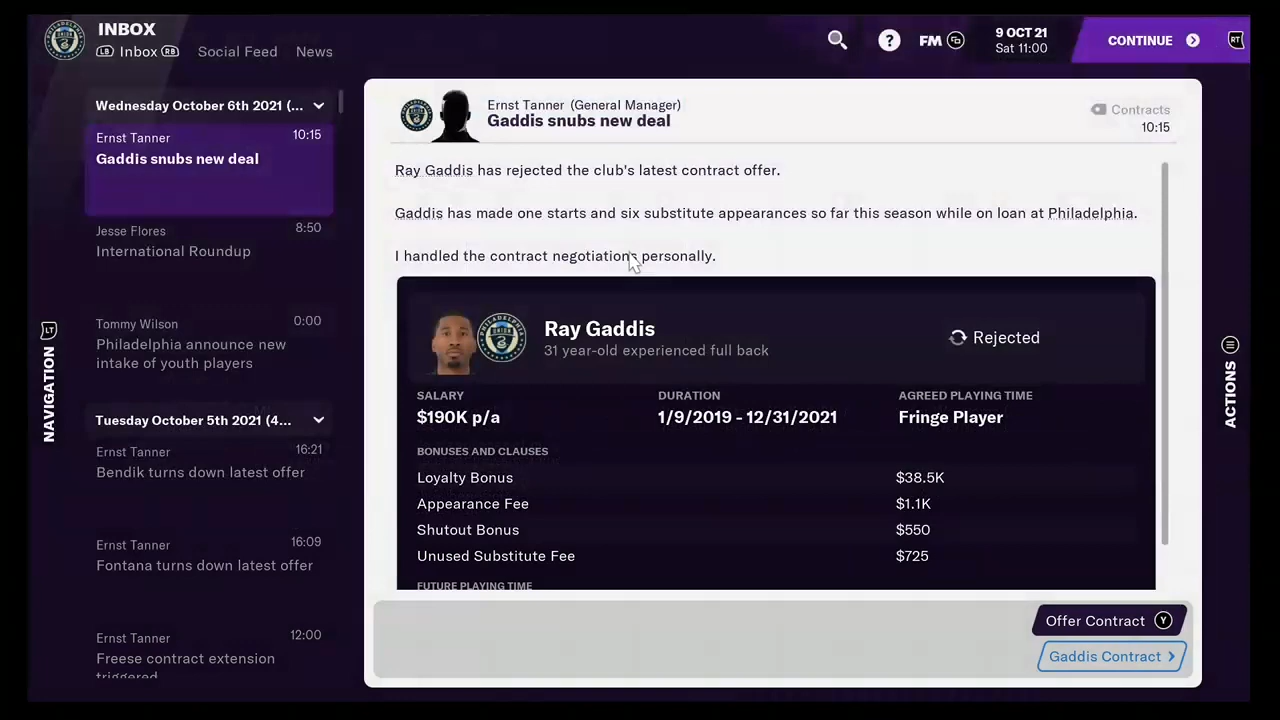 INBOX
LB Inbox RB Social Feed News
? FM 9 OCT 21
Sat 11:00
CONTINUE RT
Wednesday October 6th 2021 (...
Ernst Tanner 10:15
Gaddis snubs new deal
Jesse Flores 8:50
International Roundup
Tommy Wilson 0:00
Philadelphia announce new
intake of youth players
Tuesday October 5th 2021 (4...
Ernst Tanner 16:21
Bendik turns down latest offer
Ernst Tanner 16:09
Fontana turns down latest offer
Ernst Tanner 12:00
Freese contract extension
triggered
LT
NAVIGATION
Ernst Tanner (General Manager)
Gaddis snubs new deal
Contracts
10:15
Ray Gaddis has rejected the club's latest contract offer.
Gaddis has made one starts and six substitute appearances so far this season while on loan at Philadelphia.
I handled the contract negotiations personally.
PHILADELPHIA
UNION
Ray Gaddis
31 year-old experienced full back
Rejected
SALARY DURATION AGREED PLAYING TIME
$190K p/a 1/9/2019 - 12/31/2021 Fringe Player
BONUSES AND CLAUSES
Loyalty Bonus $38.5K
Appearance Fee $1.1K
Shutout Bonus $550
Unused Substitute Fee $725
FUTURE PLAYING TIME
Offer Contract Y
Gaddis Contract >
ACTIONS